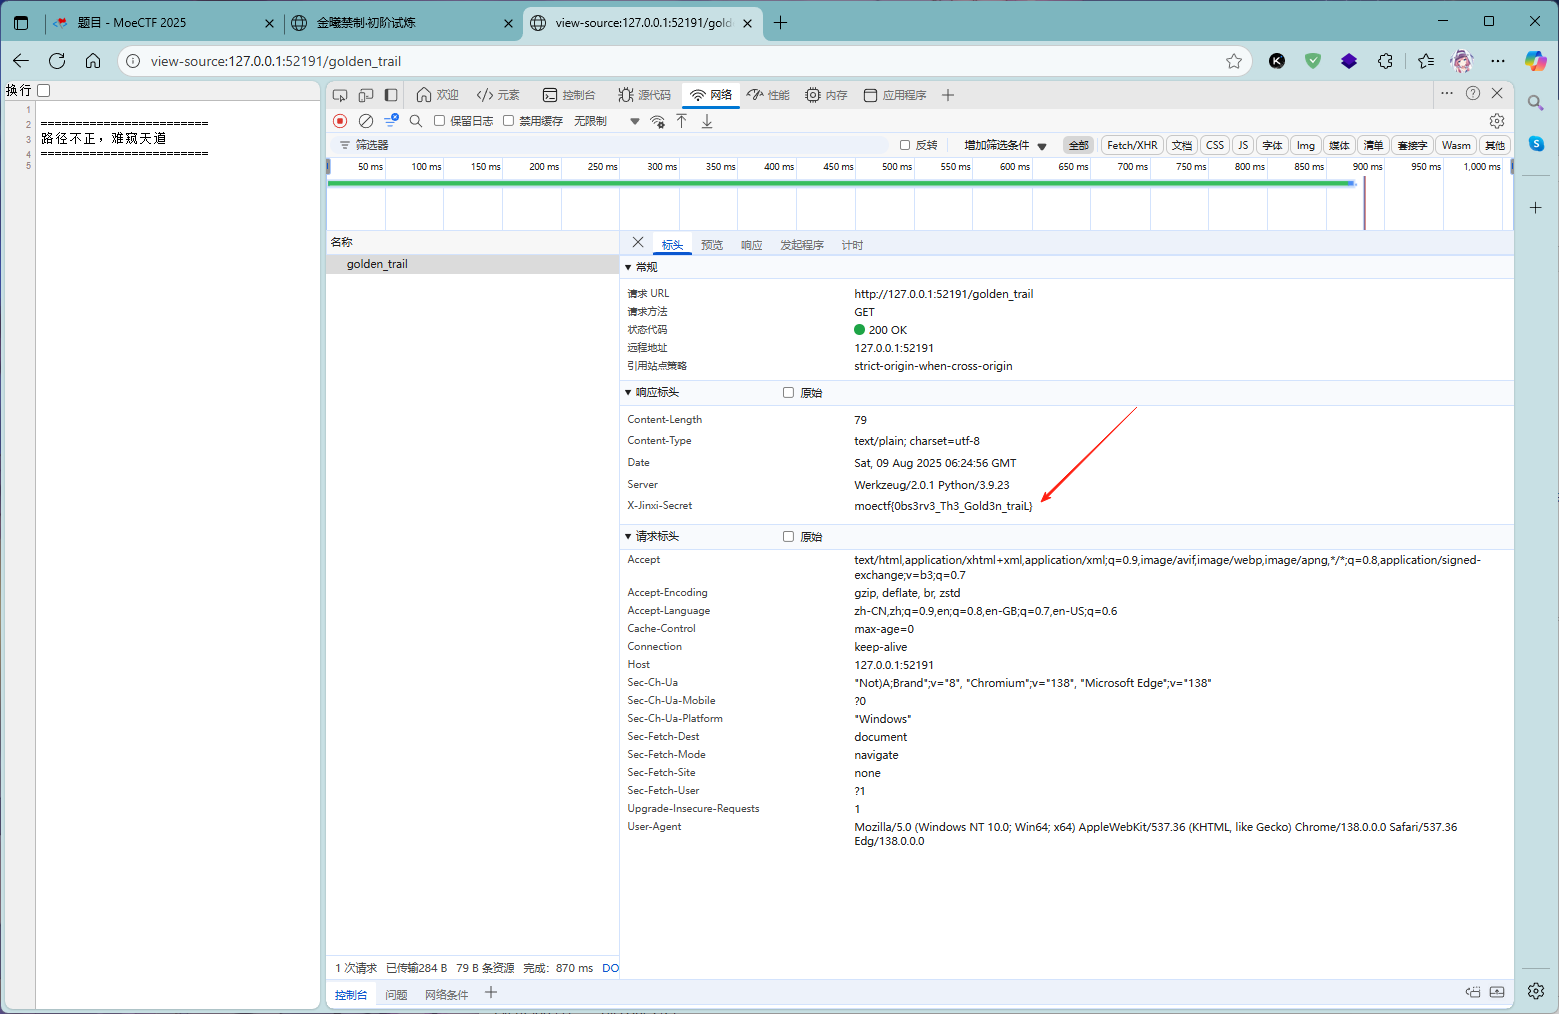 题目 - MoeCTF 2025
金曦禁制·初阶试炼
view-source:127.0.0.1:52191/gold
view-source:127.0.0.1:52191/golden_trail
换行
1
2 ========================
3 路径不正，难窥天道
4 ========================
5
欢迎 元素 控制台 源代码 网络 性能 内存 应用程序
保留日志 禁用缓存 无限制
筛选器 反转 增加筛选条件 全部 Fetch/XHR 文档 CSS JS 字体 Img 媒体 清单 套接字 Wasm 其他
50 ms 100 ms 150 ms 200 ms 250 ms 300 ms 350 ms 400 ms 450 ms 500 ms 550 ms 600 ms 650 ms 700 ms 750 ms 800 ms 850 ms 900 ms 950 ms 1,000 ms
名称
golden_trail
标头 预览 响应 发起程序 计时
常规
请求 URL http://127.0.0.1:52191/golden_trail
请求方法 GET
状态代码 200 OK
远程地址 127.0.0.1:52191
引用站点策略 strict-origin-when-cross-origin
响应标头 原始
Content-Length 79
Content-Type text/plain; charset=utf-8
Date Sat, 09 Aug 2025 06:24:56 GMT
Server Werkzeug/2.0.1 Python/3.9.23
X-Jinxi-Secret moectf{0bs3rv3_Th3_Gold3n_traiL}
请求标头 原始
Accept text/html,application/xhtml+xml,application/xml;q=0.9,image/avif,image/webp,image/apng,*/*;q=0.8,application/signed-
exchange;v=b3;q=0.7
Accept-Encoding gzip, deflate, br, zstd
Accept-Language zh-CN,zh;q=0.9,en;q=0.8,en-GB;q=0.7,en-US;q=0.6
Cache-Control max-age=0
Connection keep-alive
Host 127.0.0.1:52191
Sec-Ch-Ua "Not)A;Brand";v="8", "Chromium";v="138", "Microsoft Edge";v="138"
Sec-Ch-Ua-Mobile ?0
Sec-Ch-Ua-Platform "Windows"
Sec-Fetch-Dest document
Sec-Fetch-Mode navigate
Sec-Fetch-Site none
Sec-Fetch-User ?1
Upgrade-Insecure-Requests 1
User-Agent Mozilla/5.0 (Windows NT 10.0; Win64; x64) AppleWebKit/537.36 (KHTML, like Gecko) Chrome/138.0.0.0 Safari/537.36
Edg/138.0.0.0
1 次请求 已传输284 B 79 B 条资源 完成: 870 ms DO
控制台 问题 网络条件